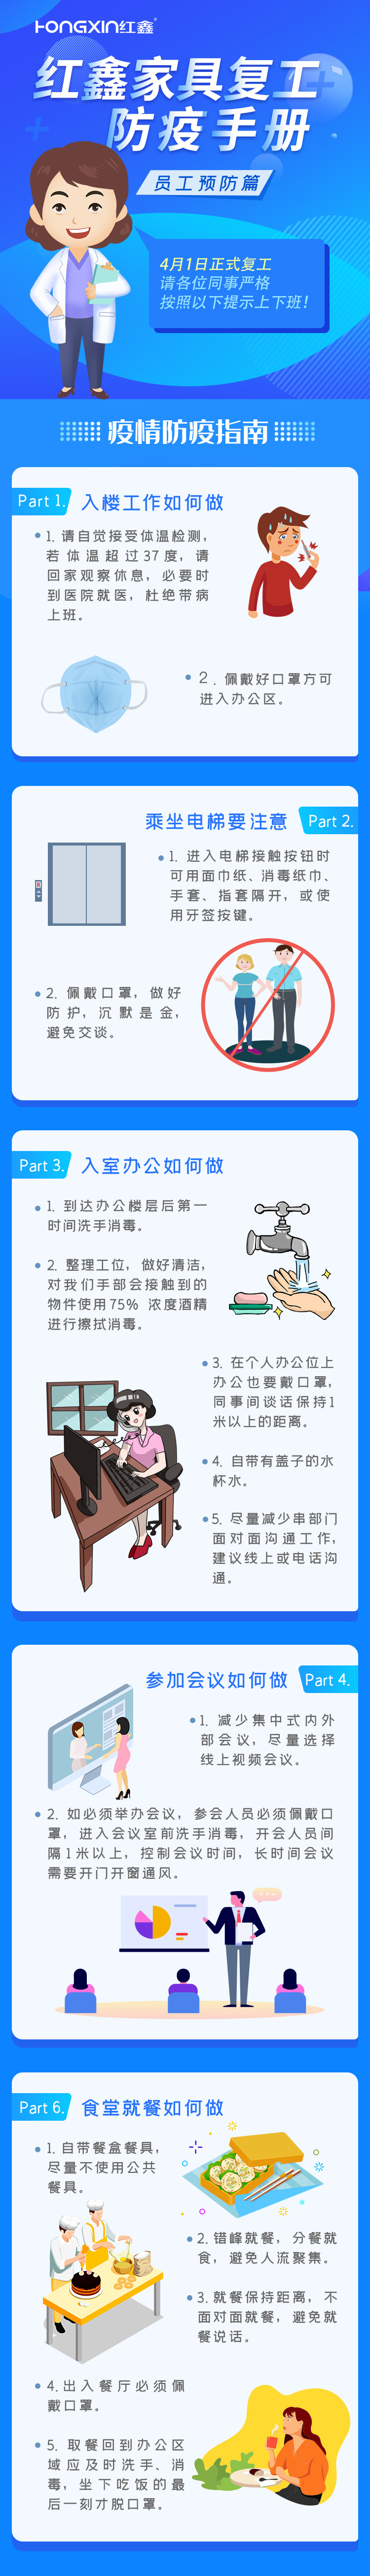 HONGXIN红鑫
红鑫家具复工
防疫手册
员工预防篇
4月1日正式复工
请各位同事严格
按照以下提示上下班!
疫情防疫指南
Part 1.
入楼工作如何做
1. 请自觉接受体温检测,
若体温超过37度, 请
回家观察休息, 必要时
到医院就医, 杜绝带病
上班。
2. 佩戴好口罩方可
进入办公区。
乘坐电梯要注意
Part 2.
1. 进入电梯接触按钮时
可用面巾纸、消毒纸巾、
手套、指套隔开, 或使
用牙签按键。
2. 佩戴口罩, 做好
防护, 沉默是金,
避免交谈。
Part 3.
入室办公如何做
1. 到达办公楼层后第一
时间洗手消毒。
2. 整理工位, 做好清洁,
对我们手部会接触到的
物件使用75% 浓度酒精
进行擦拭消毒。
3. 在个人办公位上
办公也要戴口罩,
同事间谈话保持1
米以上的距离。
4. 自带有盖子的水
杯水。
5. 尽量减少串部门
面对面沟通工作,
建议线上或电话沟
通。
参加会议如何做
Part 4.
1. 减少集中式内外
部会议, 尽量选择
线上视频会议。
2. 如必须举办会议, 参会人员必须佩戴口
罩, 进入会议室前洗手消毒, 开会人员间
隔1米以上, 控制会议时间, 长时间会议
需要开门开窗通风。
Part 6.
食堂就餐如何做
1. 自带餐盒餐具,
尽量不使用公共
餐具。
2. 错峰就餐, 分餐就
食, 避免人流聚集。
3. 就餐保持距离, 不
面对面就餐, 避免就
餐说话。
4. 出入餐厅必须佩
戴口罩。
5. 取餐回到办公区
域应及时洗手、消
毒, 坐下吃饭的最
后一刻才脱口罩。